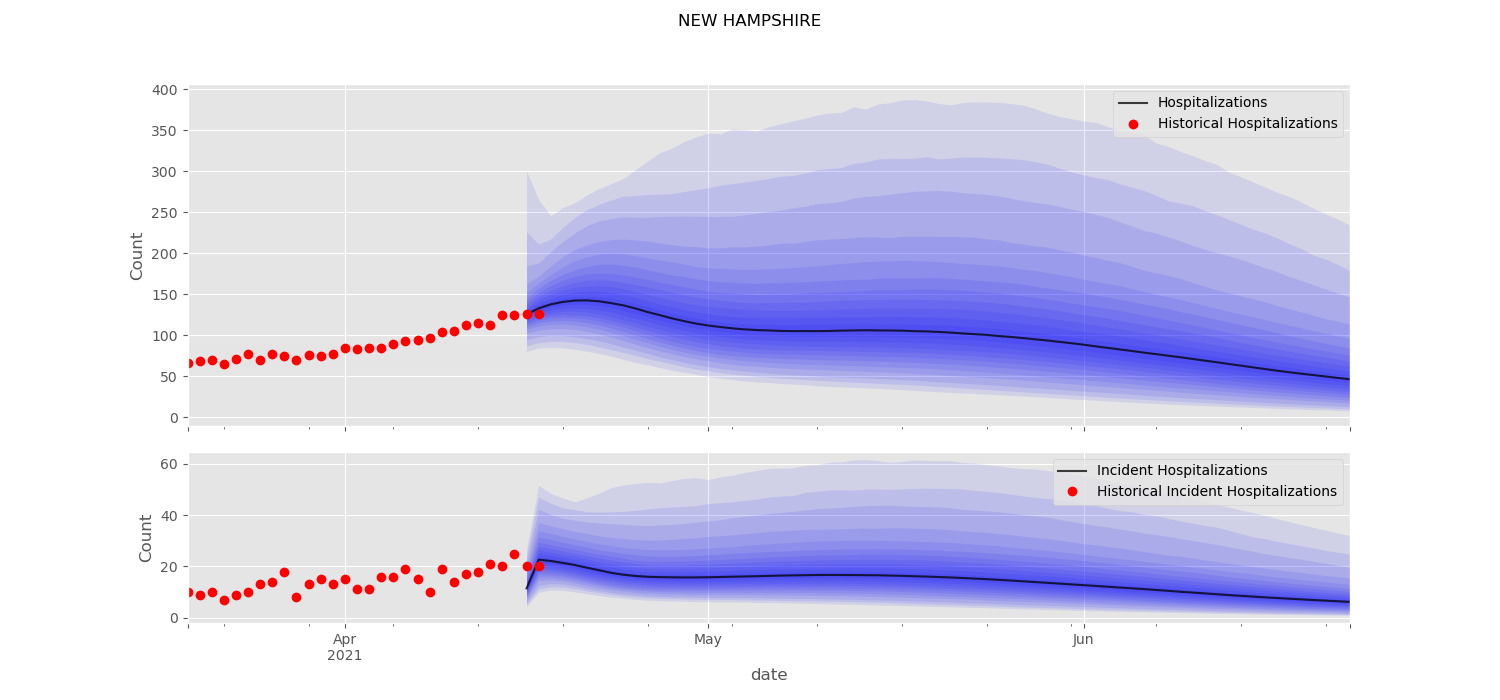 NEW HAMPSHIRE
400
350
300
250
200
150
100
50
0
Count
Hospitalizations
Historical Hospitalizations
60
40
20
0
Count
Incident Hospitalizations
Historical Incident Hospitalizations
Apr
2021
May
Jun
date